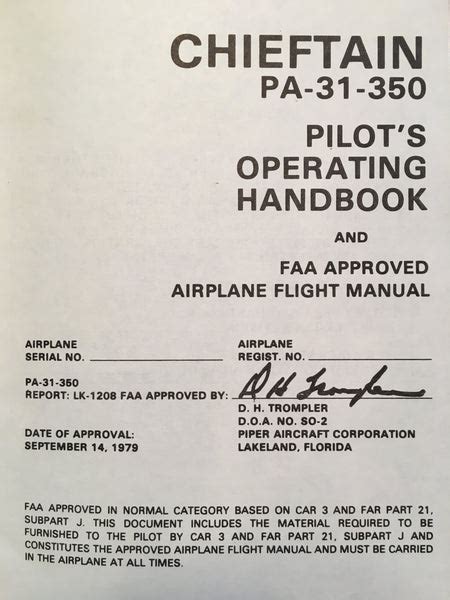 CHIEFTAIN
PA-31-350
PILOT'S
OPERATING
HANDBOOK
AND
FAA APPROVED
AIRPLANE FLIGHT MANUAL
AIRPLANE SERIAL NO.
AIRPLANE REGIST. NO.
PA-31-350
REPORT: LK-1208 FAA APPROVED BY: D H Trompler
D. H. TROMPLER
D.O.A. NO. SO-2
PIPER AIRCRAFT CORPORATION
LAKELAND, FLORIDA
DATE OF APPROVAL:
SEPTEMBER 14, 1979
FAA APPROVED IN NORMAL CATEGORY BASED ON CAR 3 AND FAR PART 21,
SUBPART J. THIS DOCUMENT INCLUDES THE MATERIAL REQUIRED TO BE
FURNISHED TO THE PILOT BY CAR 3 AND FAR PART 21, SUBPART J AND
CONSTITUTES THE APPROVED AIRPLANE FLIGHT MANUAL AND MUST BE CARRIED
IN THE AIRPLANE AT ALL TIMES.